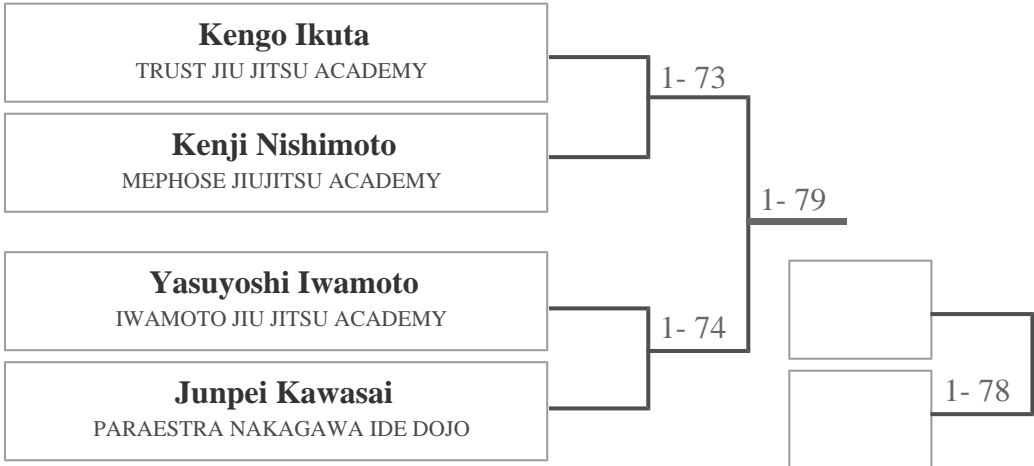 Kengo Ikuta
TRUST JIU JITSU ACADEMY
1- 73
Kenji Nishimoto
MEPHOSE JIUJITSU ACADEMY
1- 79
Yasuyoshi Iwamoto
IWAMOTO JIU JITSU ACADEMY
1- 74
Junpei Kawasai
PARAESTRA NAKAGAWA IDE DOJO
1- 78